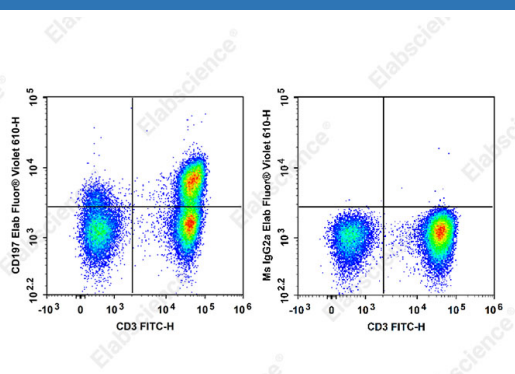 Elabscience®
Elabscience®
CD197 Elab Fluor® Violet 610-H
10^5
10^4
10^3
10^2.2
-10^3 0 10^3 10^4 10^5 10^6
CD3 FITC-H
Ms IgG2a Elab Fluor® Violet 610-H
10^5
10^4
10^3
10^2.2
-10^3 0 10^3 10^4 10^5 10^6
CD3 FITC-H